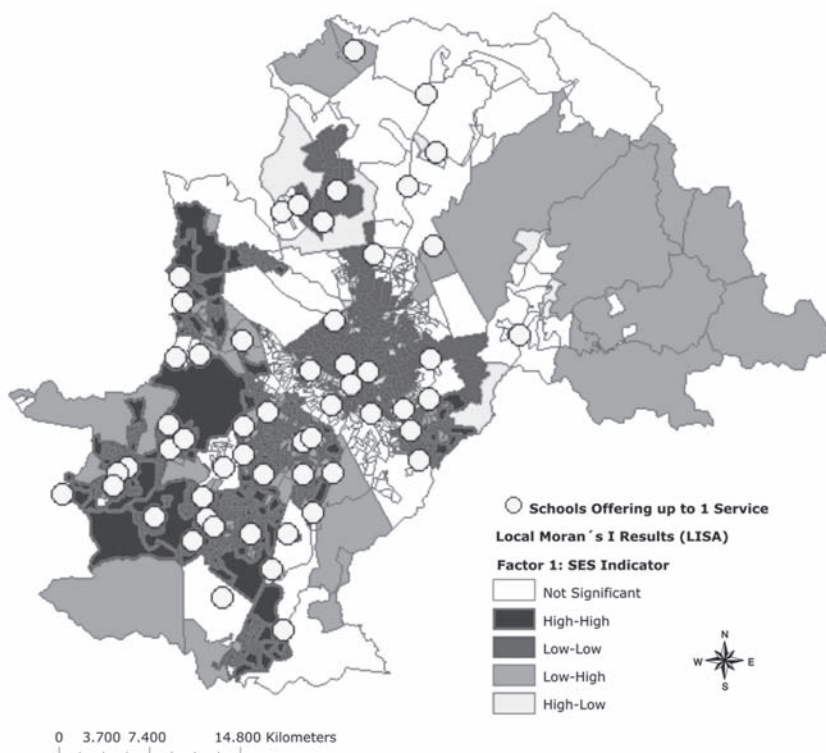 Schools Offering up to 1 Service
Local Moran´s I Results (LISA)
Factor 1: SES Indicator
Not Significant
High-High
Low-Low
Low-High
High-Low
N
W E
S
0 3.700 7.400 14.800 Kilometers